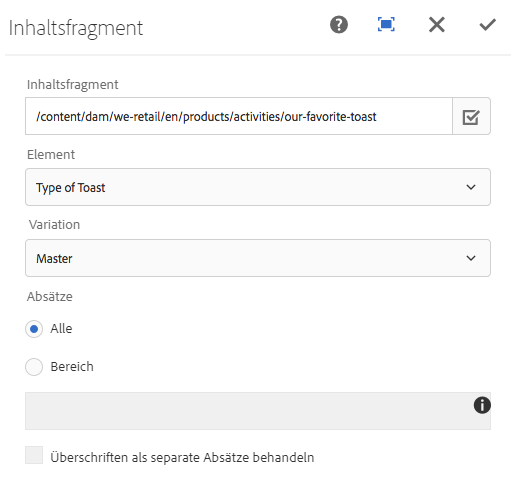 Inhaltsfragment
Inhaltsfragment
/content/dam/we-retail/en/products/activities/our-favorite-toast
Element
Type of Toast
Variation
Master
Absätze
Alle
Bereich
Überschriften als separate Absätze behandeln